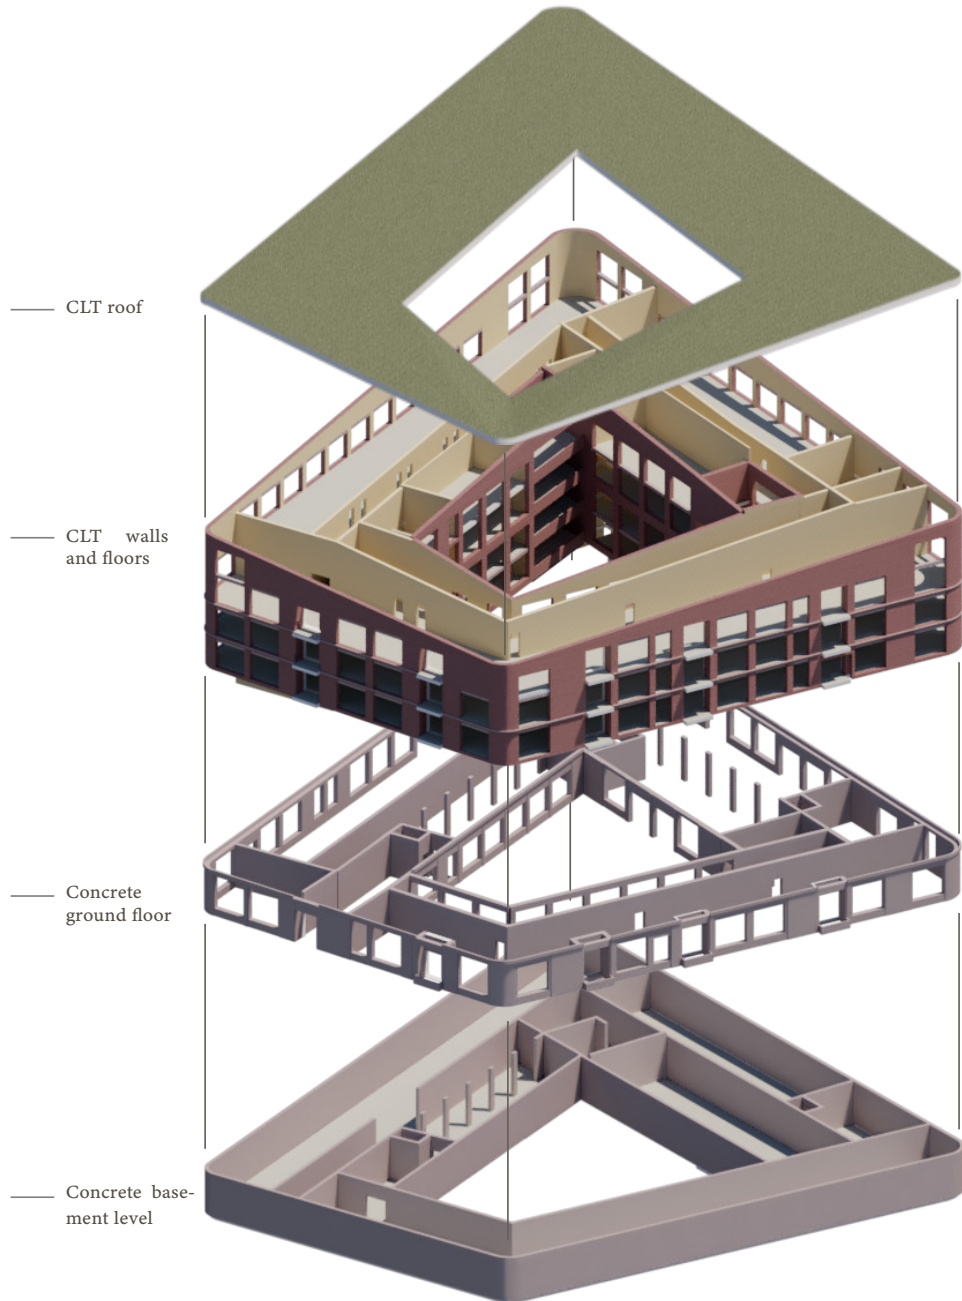 CLT roof
CLT walls
and floors
Concrete
ground floor
Concrete base-
ment level